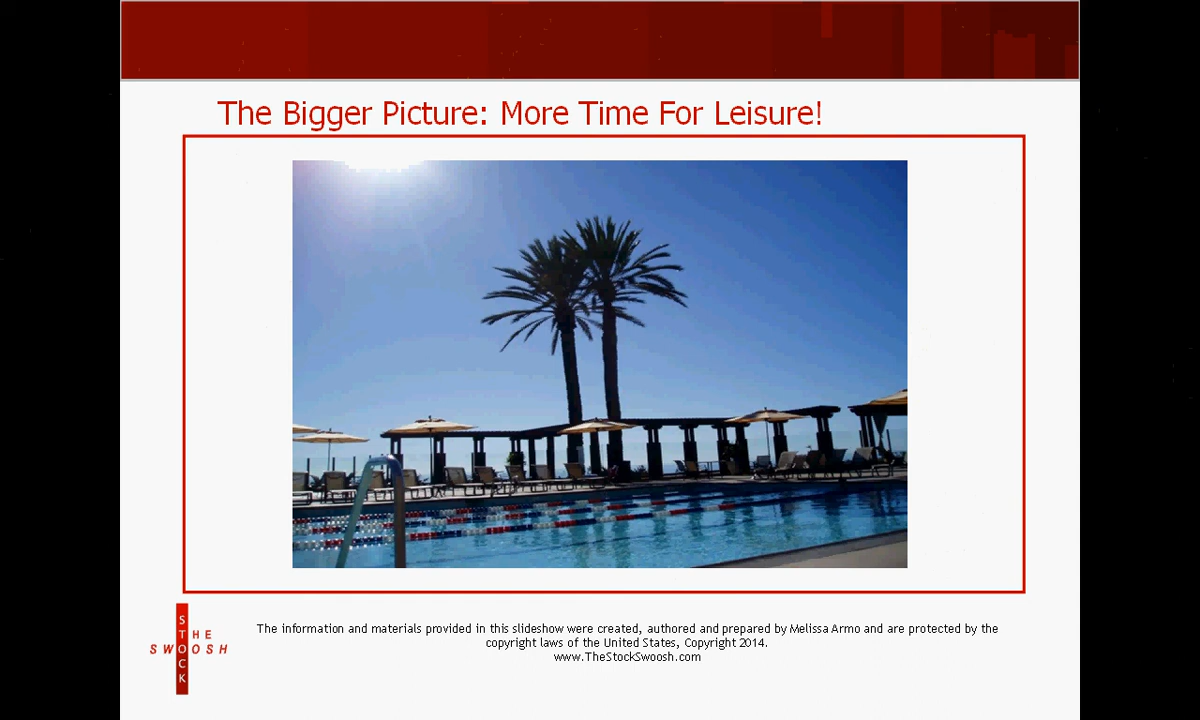 The Bigger Picture: More Time For Leisure!
THE
STOCK
SWOOSH
The information and materials provided in this slideshow were created, authored and prepared by Melissa Armo and are protected by the
copyright laws of the United States, Copyright 2014.
www.TheStockSwoosh.com